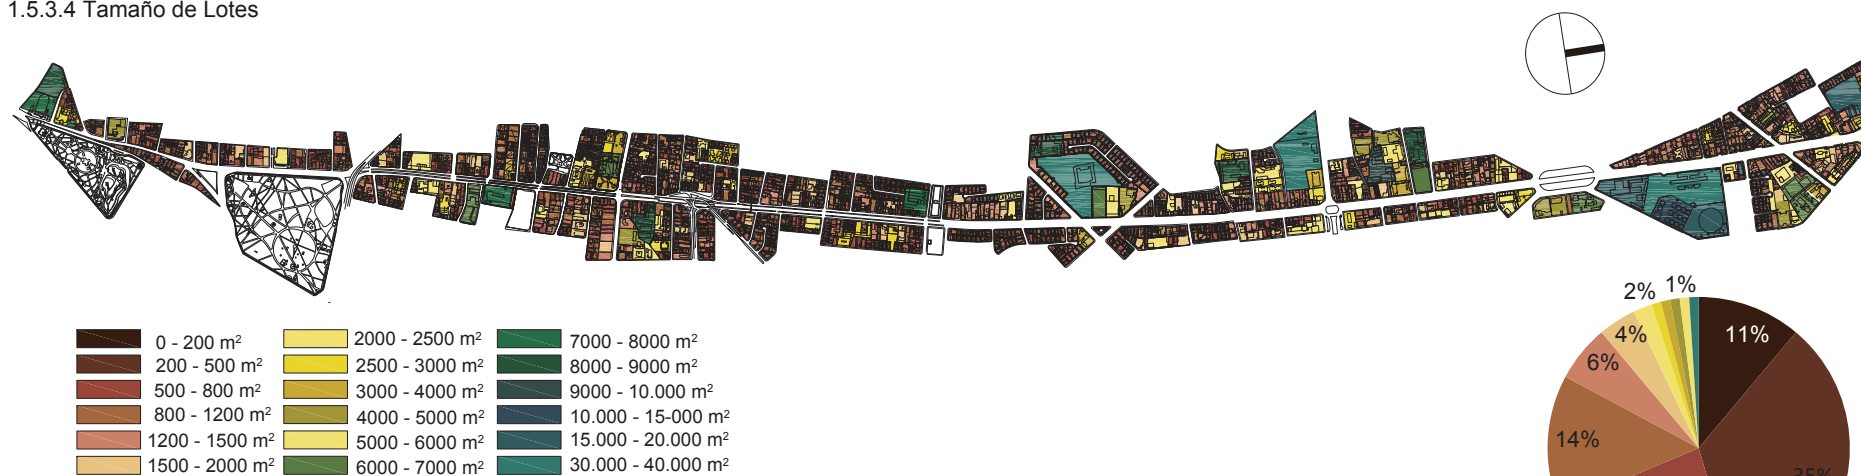 1.5.3.4 Tamaño de Lotes
0 - 200 m²
200 - 500 m²
500 - 800 m²
800 - 1200 m²
1200 - 1500 m²
1500 - 2000 m²
2000 - 2500 m²
2500 - 3000 m²
3000 - 4000 m²
4000 - 5000 m²
5000 - 6000 m²
6000 - 7000 m²
7000 - 8000 m²
8000 - 9000 m²
9000 - 10.000 m²
10.000 - 15-000 m²
15.000 - 20.000 m²
30.000 - 40.000 m²
2% 1%
4%
11%
6%
14%
35%